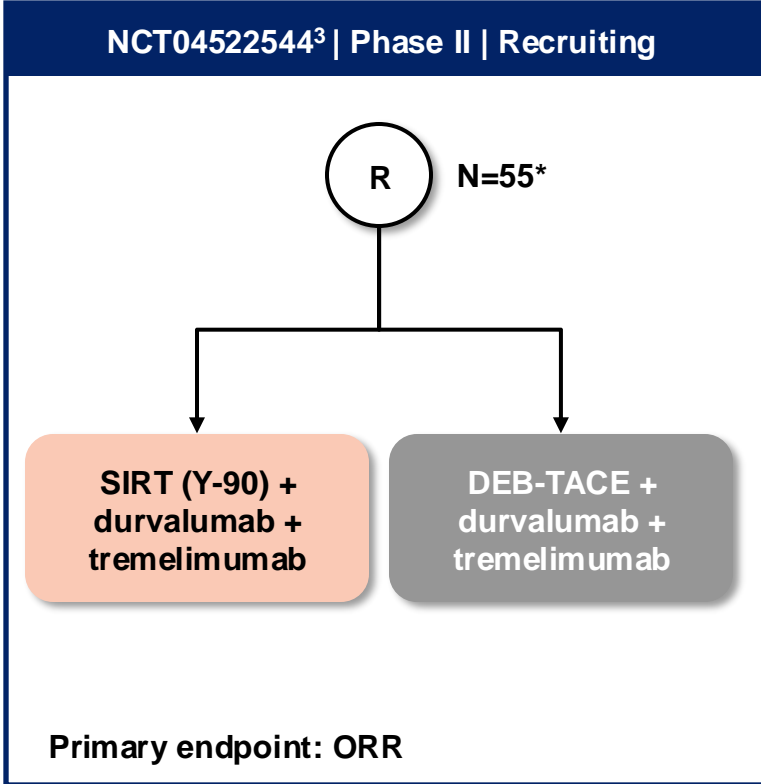 NCT04522544³ | Phase II | Recruiting
R
N=55*
SIRT (Y-90) +
durvalumab +
tremelimumab
DEB-TACE +
durvalumab +
tremelimumab
Primary endpoint: ORR